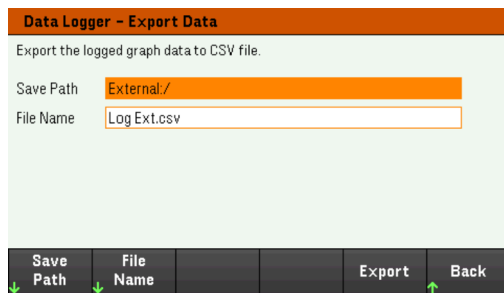 Data Logger - Export Data
Export the logged graph data to CSV file.
Save Path External:/
File Name Log Ext.csv
Save Path
File Name
Export
Back